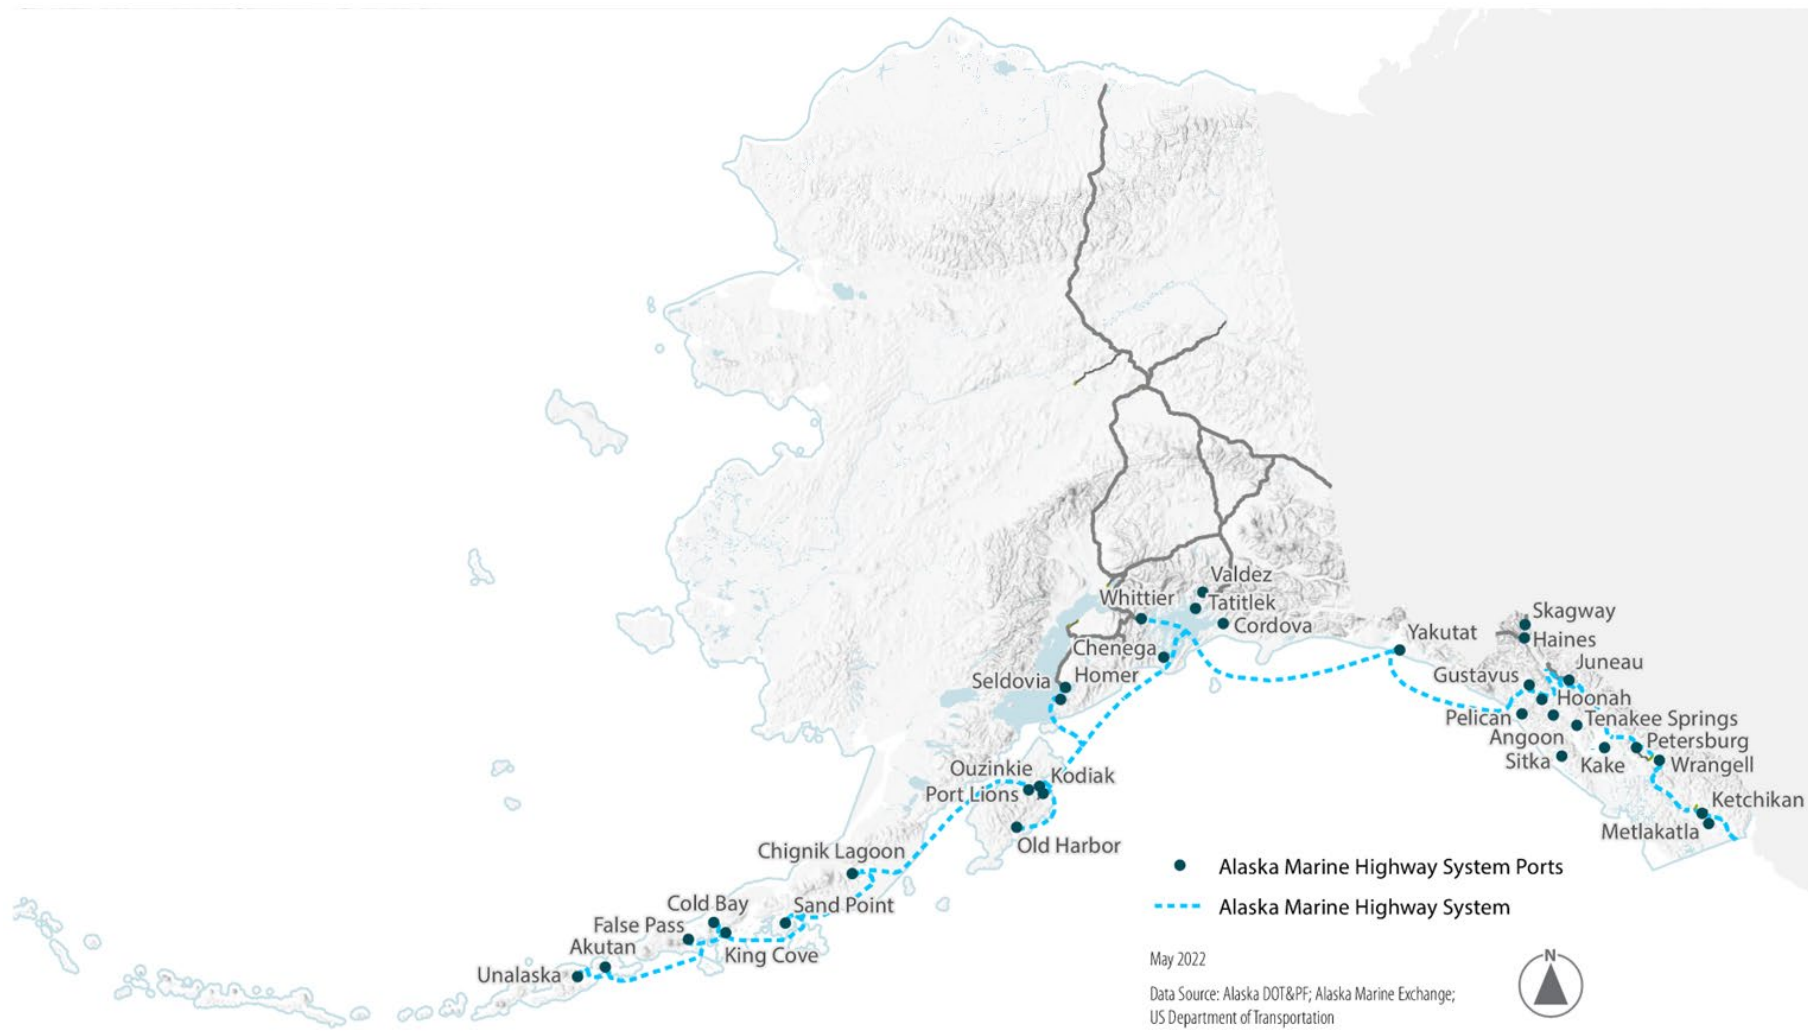 Valdez
Whittier
Tatitlek
Cordova
Skagway
Yakutat
Haines
Chenega
Juneau
Seldovia
Homer
Gustavus
Hoonah
Pelican
Tenakee Springs
Angoon
Petersburg
Sitka
Kake
Wrangell
Ouzinkie
Kodiak
Port Lions
Ketchikan
Metlakatla
Old Harbor
Chignik Lagoon
Cold Bay
Sand Point
False Pass
Akutan
King Cove
Unalaska
Alaska Marine Highway System Ports
Alaska Marine Highway System
May 2022
N
Data Source: Alaska DOT&PF; Alaska Marine Exchange;
US Department of Transportation